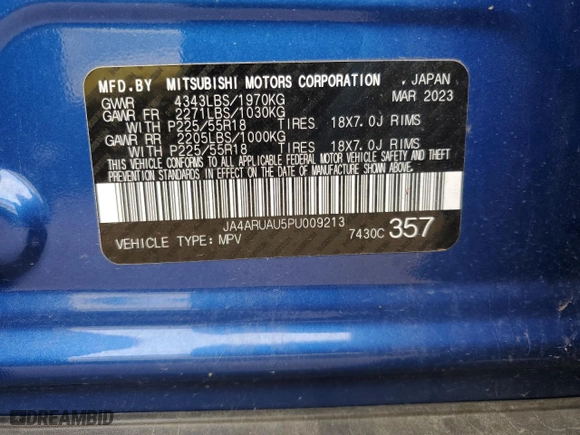 MFD.BY MITSUBISHI MOTORS CORPORATION . JAPAN
GVWR 4343LBS/1970KG MAR 2023
GAWR FR 2271LBS/1030KG
WITH P225/55R18 TIRES 18X7.0J RIMS
GAWR RR 2205LBS/1000KG
WITH P225/55R18 TIRES 18X7.0J RIMS
THIS VEHICLE CONFORMS TO ALL APPLICABLE FEDERAL MOTOR VEHICLE SAFETY AND THEFT
PREVENTION STANDARDS IN EFFECT ON THE DATE OF MANUFACTURE SHOWN ABOVE.
JA4ARUAU5PU009213
VEHICLE TYPE: MPV 7430C 357
DREAMBID